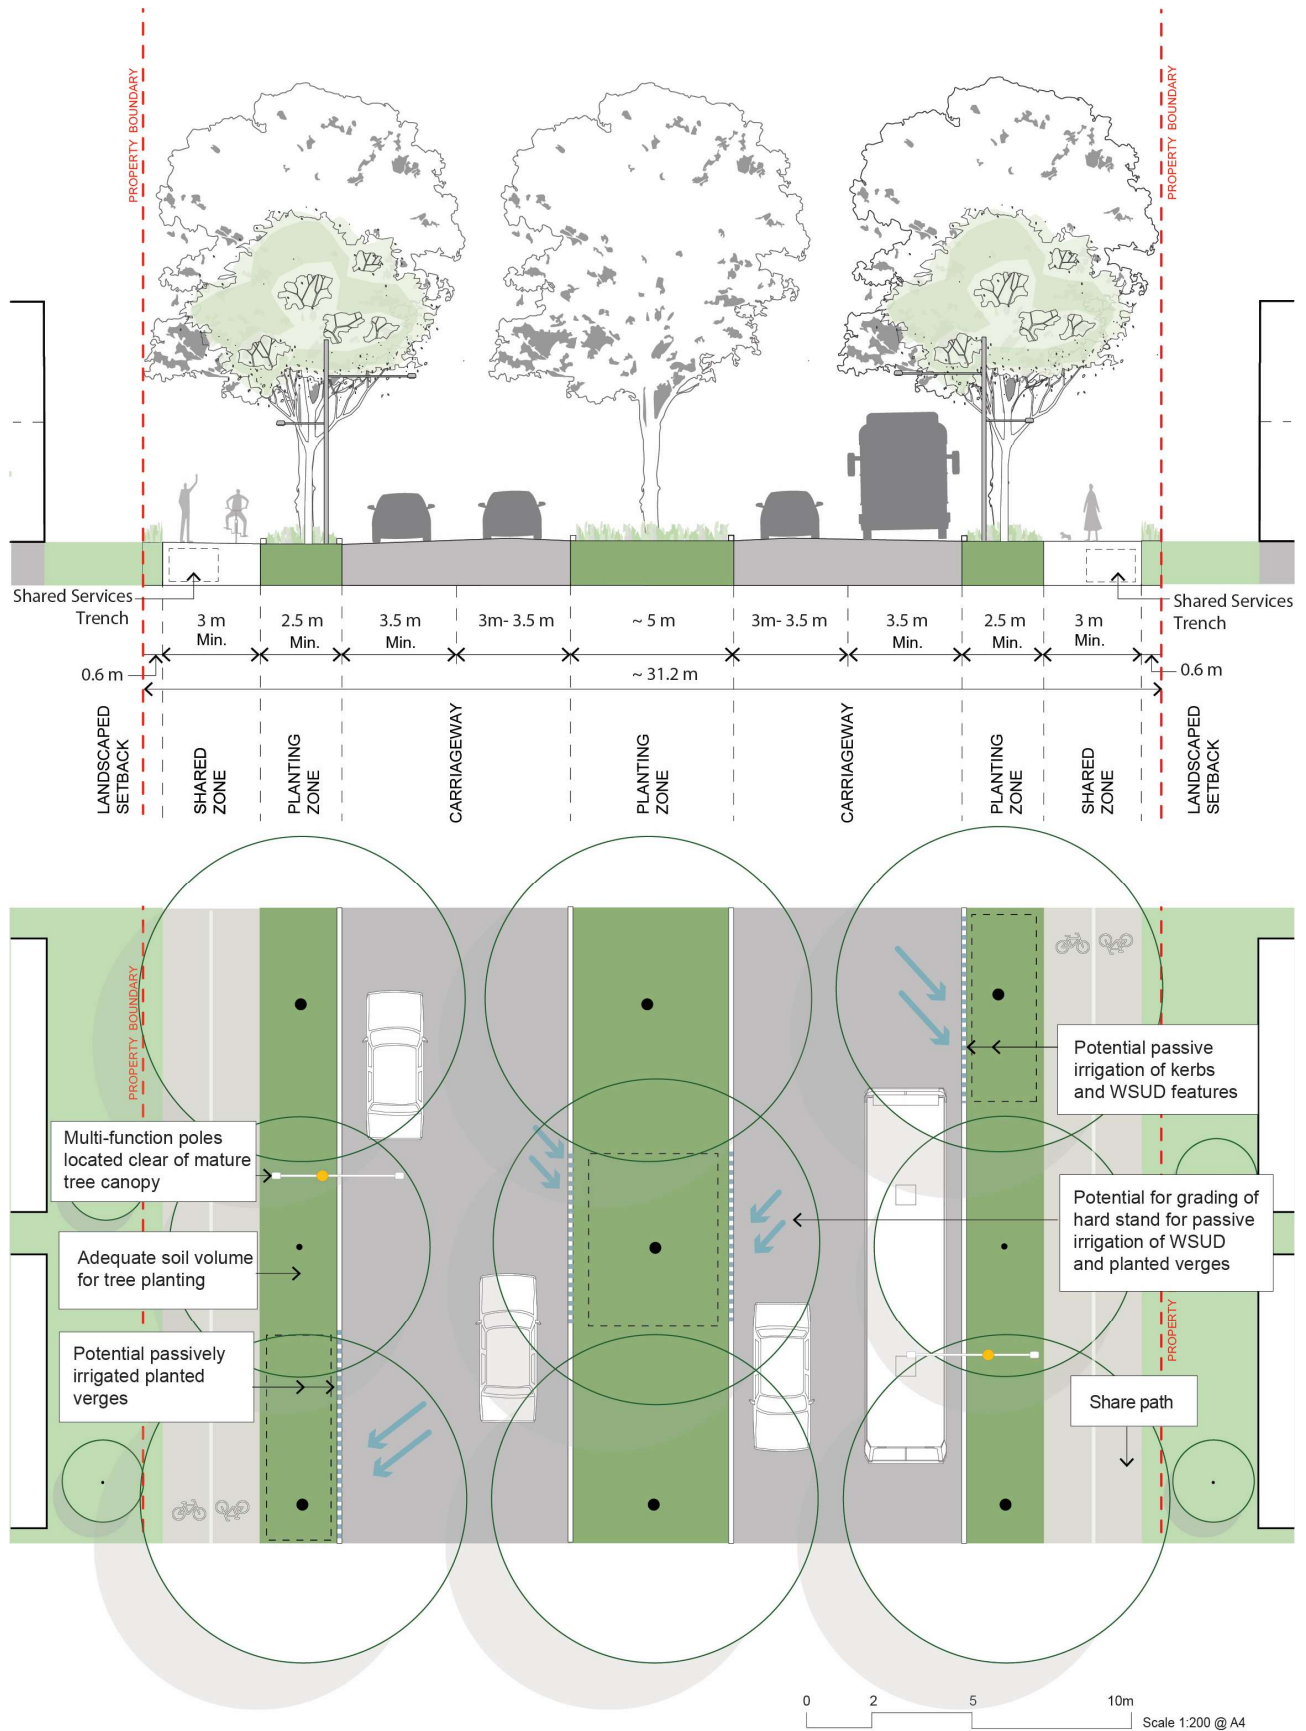 PROPERTY BOUNDARY
PROPERTY BOUNDARY
Shared Services
Trench
Shared Services
Trench
3 m
Min.
2.5 m
Min.
3.5 m
Min.
3m- 3.5 m
~ 5 m
3m- 3.5 m
3.5 m
Min.
2.5 m
Min.
3 m
Min.
0.6 m
~ 31.2 m
0.6 m
LANDSCAPED
SETBACK
SHARED
ZONE
PLANTING
ZONE
CARRIAGEWAY
PLANTING
ZONE
CARRIAGEWAY
PLANTING
ZONE
SHARED
ZONE
LANDSCAPED
SETBACK
PROPERTY BOUNDARY
Potential passive
irrigation of kerbs
and WSUD features
Multi-function poles
located clear of mature
tree canopy
Potential for grading of
hard stand for passive
irrigation of WSUD
and planted verges
Adequate soil volume
for tree planting
PROPERTY
Potential passively
irrigated planted
verges
Share path
0 2 5 10m
Scale 1:200 @ A4